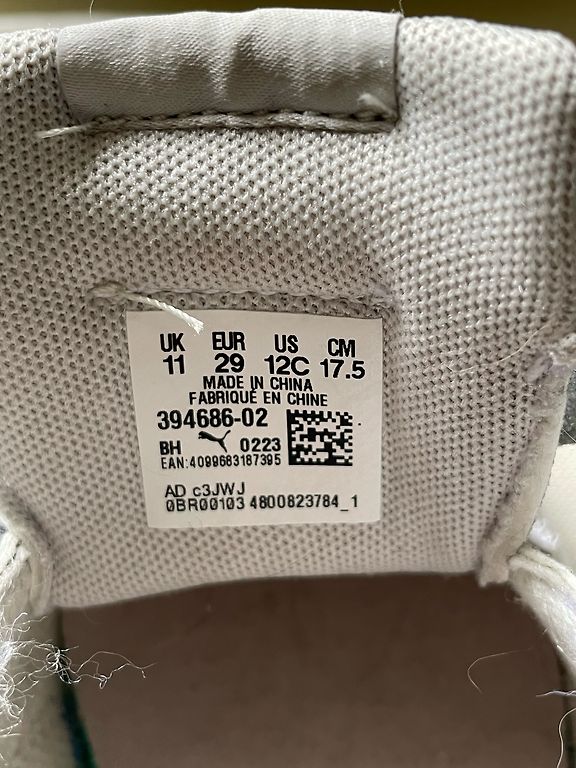 UK EUR US CM
11 29 12C 17.5
MADE IN CHINA
FABRIQUÉ EN CHINE
394686-02
BH 0223
EAN:4099683187395
AD c3JWJ
0BR00103 4800823784_1